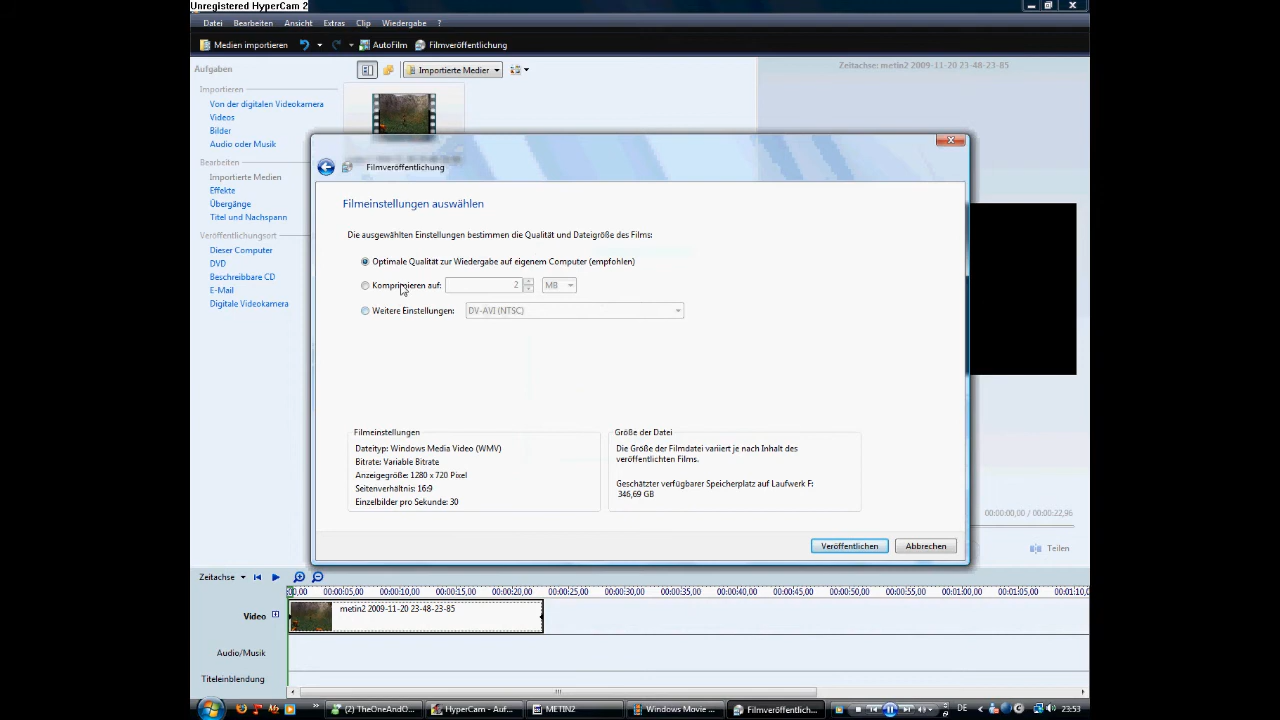 Unregistered HyperCam 2
Datei Bearbeiten Ansicht Extras Clip Wiedergabe ?
Medien importieren AutoFilm Filmveröffentlichung
Aufgaben
Importierte Medien
Zeitachse: metin2 2009-11-20 23-48-23-85
Importieren
Von der digitalen Videokamera
Videos
Bilder
Audio oder Musik
Bearbeiten
Importierte Medien
Effekte
Übergänge
Titel und Nachspann
Veröffentlichungsort
Dieser Computer
DVD
Beschreibbare CD
E-Mail
Digitale Videokamera
Filmveröffentlichung
Filmeinstellungen auswählen
Die ausgewählten Einstellungen bestimmen die Qualität und Dateigröße des Films:
Optimale Qualität zur Wiedergabe auf eigenem Computer (empfohlen)
Komprimieren auf: 2 MB
Weitere Einstellungen: DV-AVI (NTSC)
Filmeinstellungen
Dateityp: Windows Media Video (WMV)
Bitrate: Variable Bitrate
Anzeigegröße: 1280 x 720 Pixel
Seitenverhältnis: 16:9
Einzelbilder pro Sekunde: 30
Größe der Datei
Die Größe der Filmdatei variiert je nach Inhalt des
veröffentlichten Films.
Geschätzter verfügbarer Speicherplatz auf Laufwerk F:
346,69 GB
Veröffentlichen Abbrechen
00:00:00,00 / 00:00:22,96
Teilen
Zeitachse
00:00:05,00 00:00:10,00 00:00:15,00 00:00:20,00 00:00:25,00 00:00:30,00 00:00:35,00 00:00:40,00 00:00:45,00 00:00:50,00 00:00:55,00 00:01:00,00 00:01:05,00
Video metin2 2009-11-20 23-48-23-85
Audio/Musik
Titeleinblendung
(2) TheOneAndO... HyperCam - Auf... METIN2 Windows Movie ... Filmveröffentlich... DE 23:53